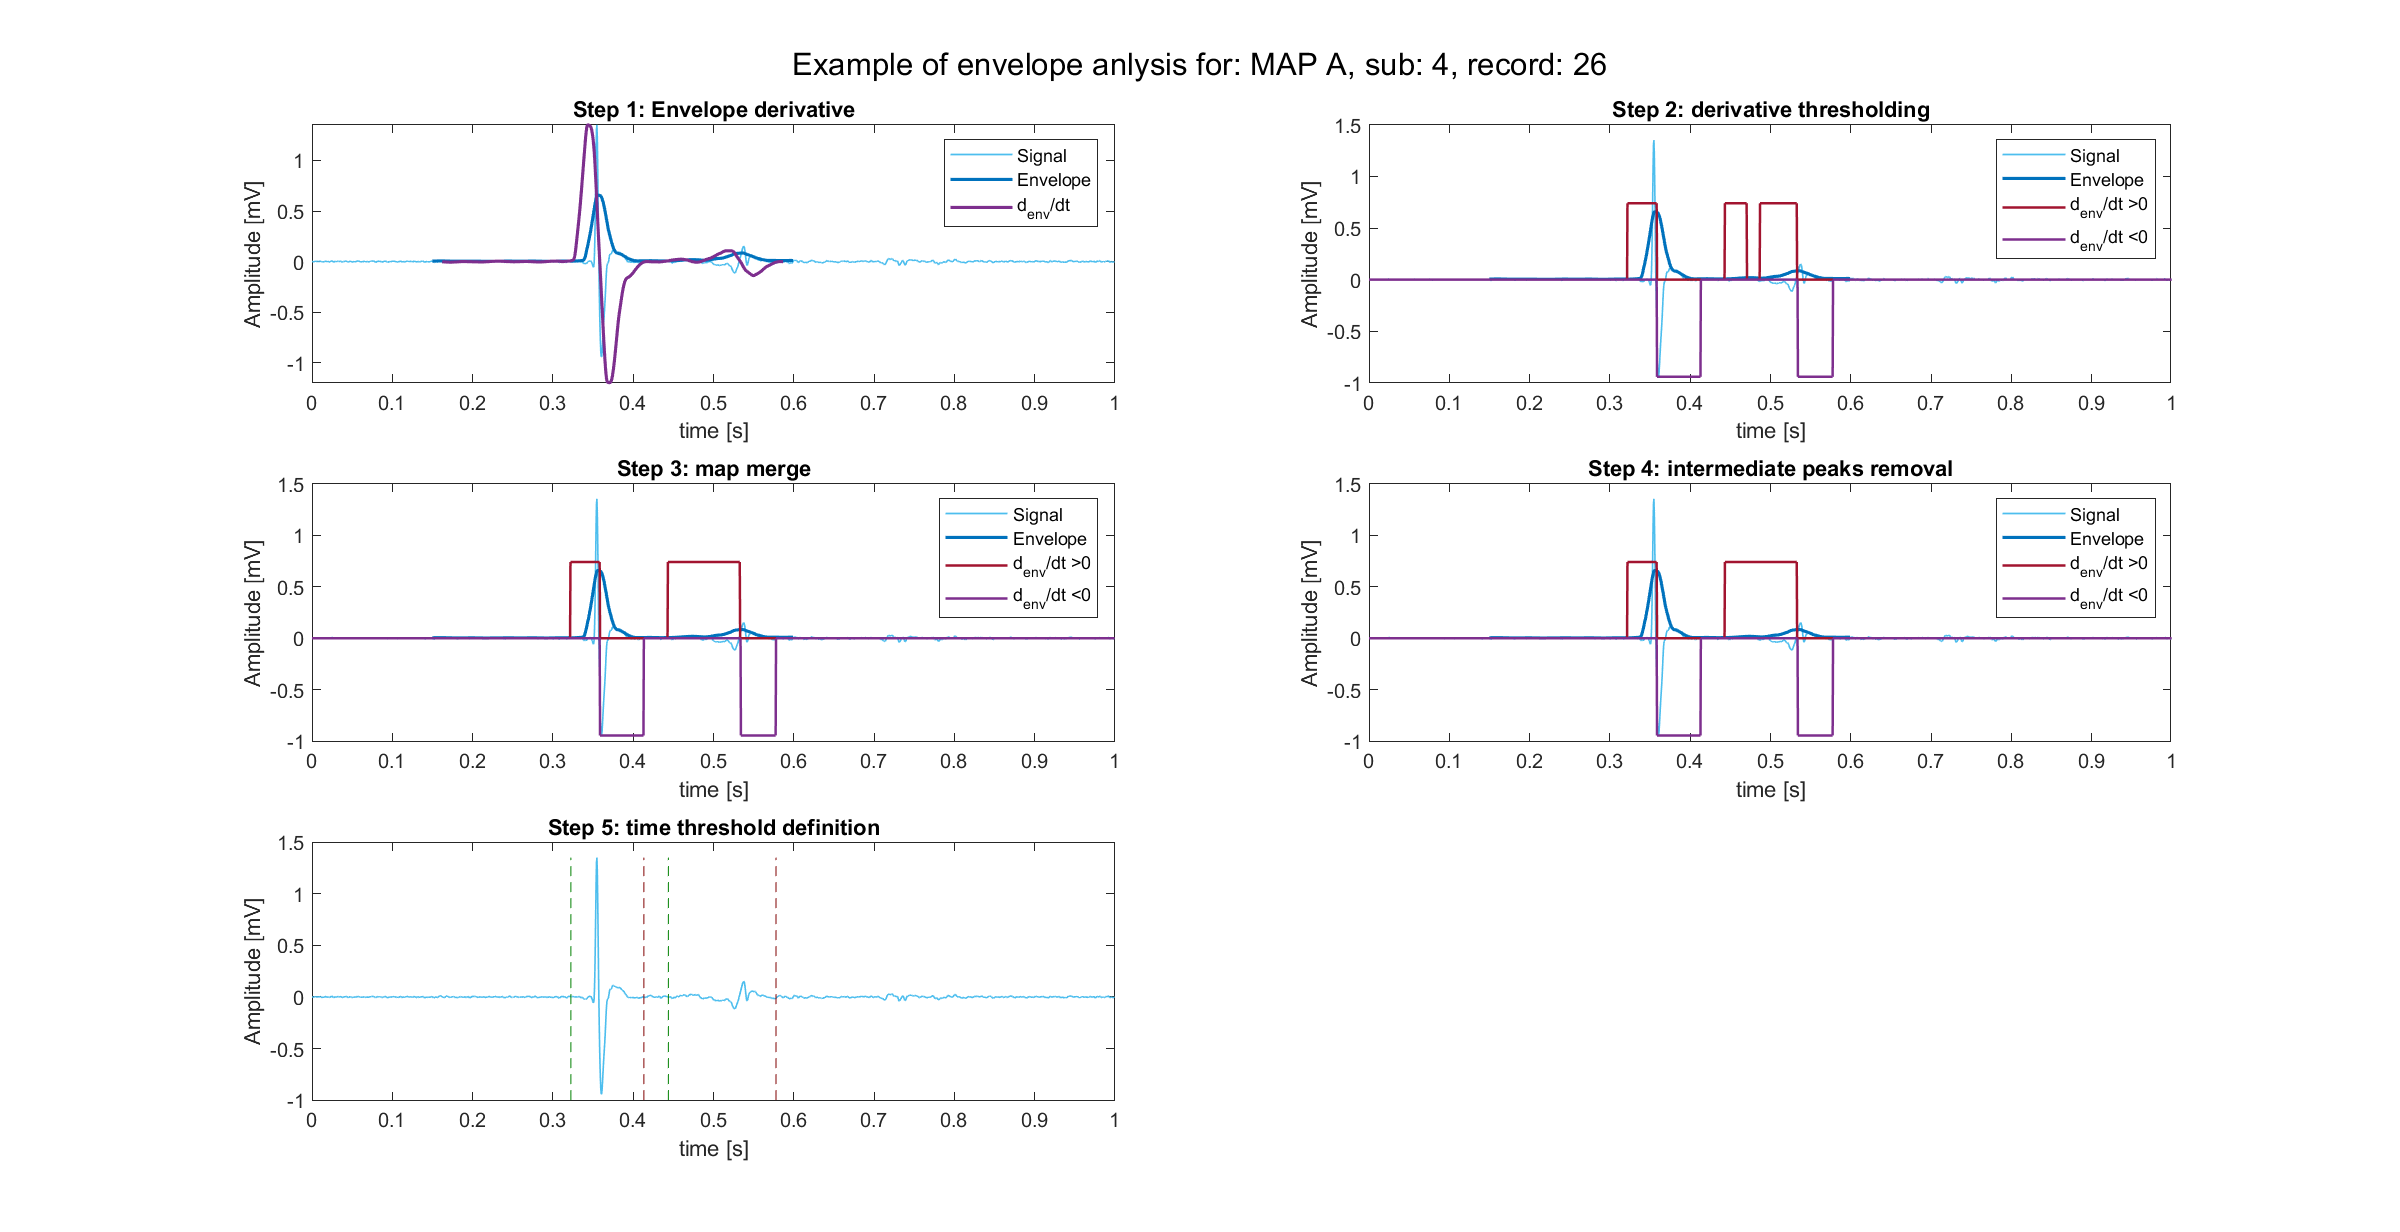 Example of envelope anlysis for: MAP A, sub: 4, record: 26
Step 1: Envelope derivative
Amplitude [mV]
1
0.5
0
-0.5
-1
0 0.1 0.2 0.3 0.4 0.5 0.6 0.7 0.8 0.9 1
time [s]
Signal
Envelope
d_env/dt
Step 2: derivative thresholding
Amplitude [mV]
1.5
1
0.5
0
-0.5
-1
0 0.1 0.2 0.3 0.4 0.5 0.6 0.7 0.8 0.9 1
time [s]
Signal
Envelope
d_env/dt >0
d_env/dt <0
Step 3: map merge
Amplitude [mV]
1.5
1
0.5
0
-0.5
-1
0 0.1 0.2 0.3 0.4 0.5 0.6 0.7 0.8 0.9 1
time [s]
Signal
Envelope
d_env/dt >0
d_env/dt <0
Step 4: intermediate peaks removal
Amplitude [mV]
1.5
1
0.5
0
-0.5
-1
0 0.1 0.2 0.3 0.4 0.5 0.6 0.7 0.8 0.9 1
time [s]
Signal
Envelope
d_env/dt >0
d_env/dt <0
Step 5: time threshold definition
Amplitude [mV]
1.5
1
0.5
0
-0.5
-1
0 0.1 0.2 0.3 0.4 0.5 0.6 0.7 0.8 0.9 1
time [s]